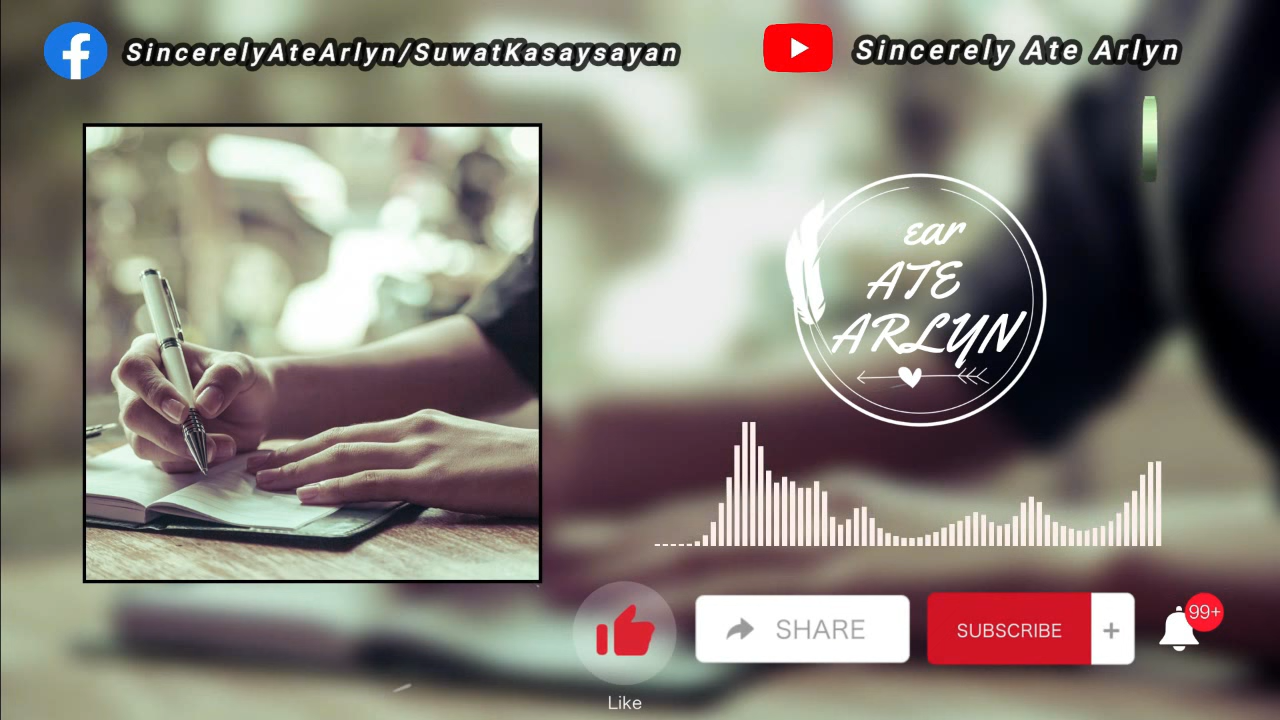 SincerelyAteArlyn/SuwatKasaysayan
Sincerely Ate Arlyn
ear
ATE
ARLYN
SHARE
SUBSCRIBE +
99+
Like